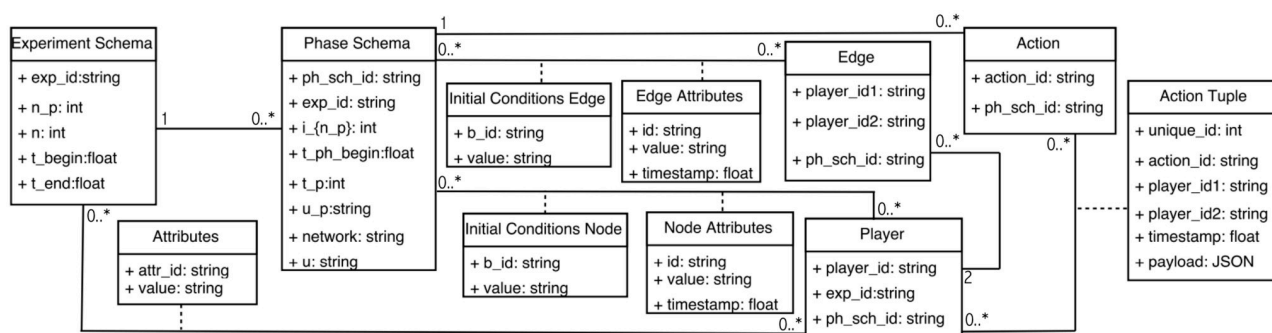 Experiment Schema
+ exp_id:string
+ n_p: int
+ n: int
+ t_begin:float
+ t_end:float
1
0..*
0..*
Phase Schema
+ ph_sch_id: string
+ exp_id: string
+ i_{n_p}: int
+ t_ph_begin:float
+ t_p:int
+ u_p:string
+ network: string
+ u: string
1
0..*
0..*
0..*
0..*
0..*
Attributes
+ attr_id: string
+ value: string
Initial Conditions Edge
+ b_id: string
+ value: string
Edge Attributes
+ id: string
+ value: string
+ timestamp: float
Initial Conditions Node
+ b_id: string
+ value: string
Node Attributes
+ id: string
+ value: string
+ timestamp: float
Edge
+ player_id1: string
+ player_id2: string
+ ph_sch_id: string
0..*
2
Player
+ player_id: string
+ exp_id:string
+ ph_sch_id: string
0..*
0..*
Action
+ action_id: string
+ ph_sch_id: string
0..*
Action Tuple
+ unique_id: int
+ action_id: string
+ player_id1: string
+ player_id2: string
+ timestamp: float
+ payload: JSON